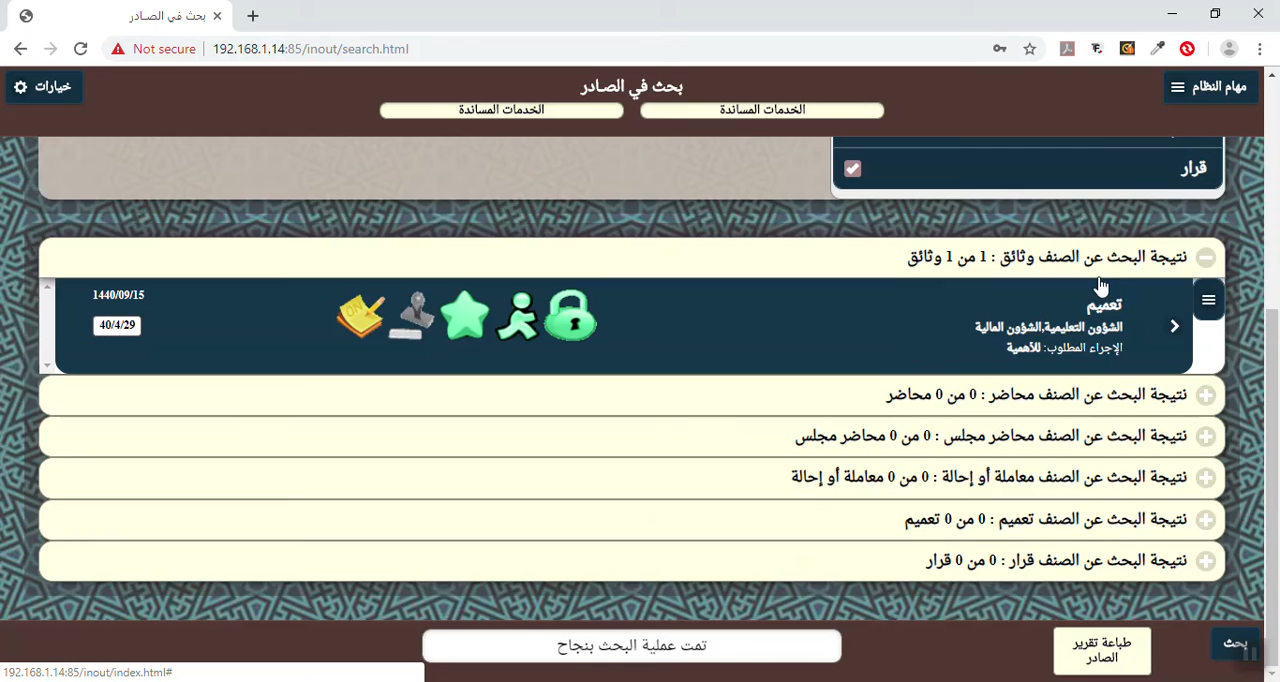 بحث في الصادر
Not secure
192.168.1.14:85/inout/search.html
مهام النظام
بحث في الصادر
خيارات
الخدمات المساندة
الخدمات المساندة
قرار
نتيجة البحث عن الصنف وثائق : 1 من 1 وثائق
تعميم
الشؤون التعليمية,الشؤون المالية
الإجراء المطلوب: للأهمية
1440/09/15
40/4/29
نتيجة البحث عن الصنف محاضر : 0 من 0 محاضر
نتيجة البحث عن الصنف محاضر مجلس : 0 من 0 محاضر مجلس
نتيجة البحث عن الصنف معاملة أو إحالة : 0 من 0 معاملة أو إحالة
نتيجة البحث عن الصنف تعميم : 0 من 0 تعميم
نتيجة البحث عن الصنف قرار : 0 من 0 قرار
بحث
طباعة تقرير
الصادر
تمت عملية البحث بنجاح
192.168.1.14:85/inout/index.html#